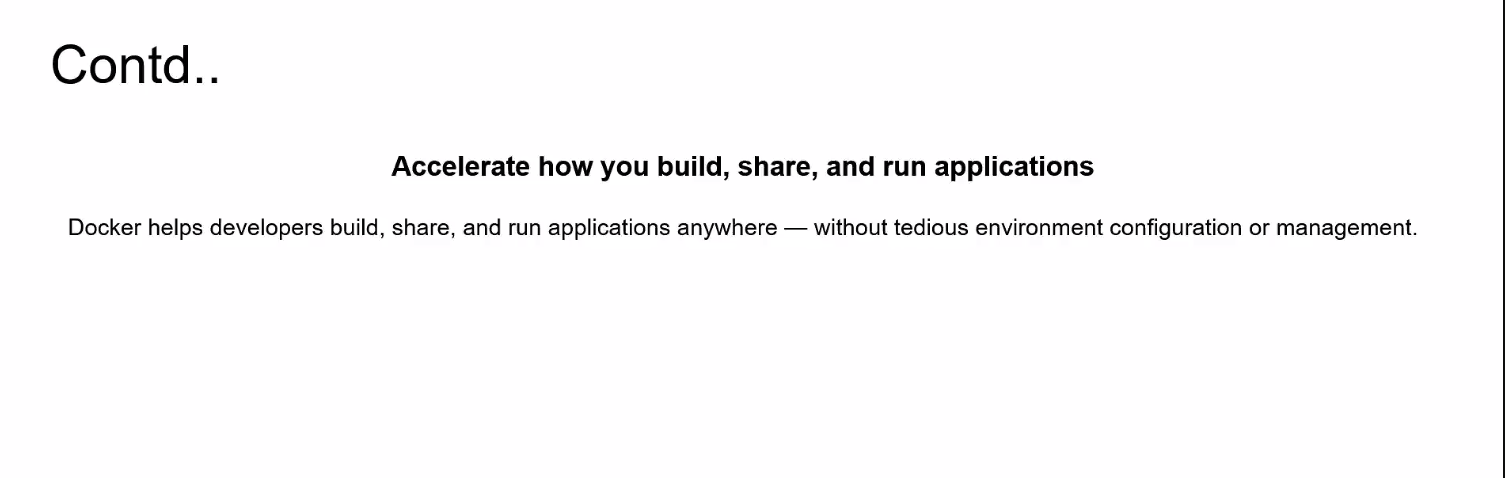 Contd..
Accelerate how you build, share, and run applications
Docker helps developers build, share, and run applications anywhere — without tedious environment configuration or management.